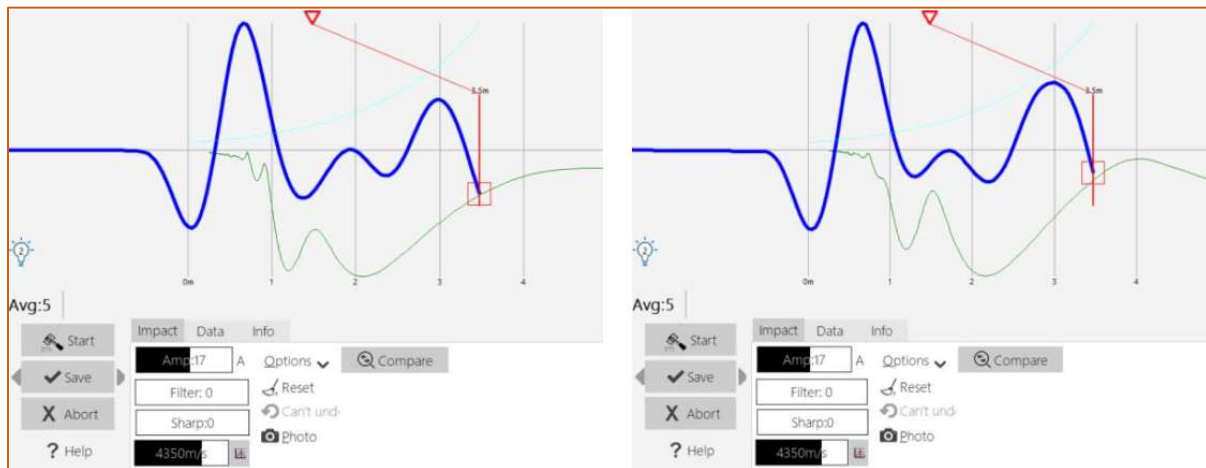 3.5m
2
0m 1 2 3 4
Avg:5
Impact Data Info
Start
Amp:17 A Options Compare
Save
Filter: 0 Reset
Can't und
X Abort
Sharp:0 Photo
? Help
4350m/s
3.5m
2
0m 1 2 3 4
Avg:5
Impact Data Info
Start
Amp:17 A Options Compare
Save
Filter: 0 Reset
Can't und
X Abort
Sharp:0 Photo
? Help
4350m/s